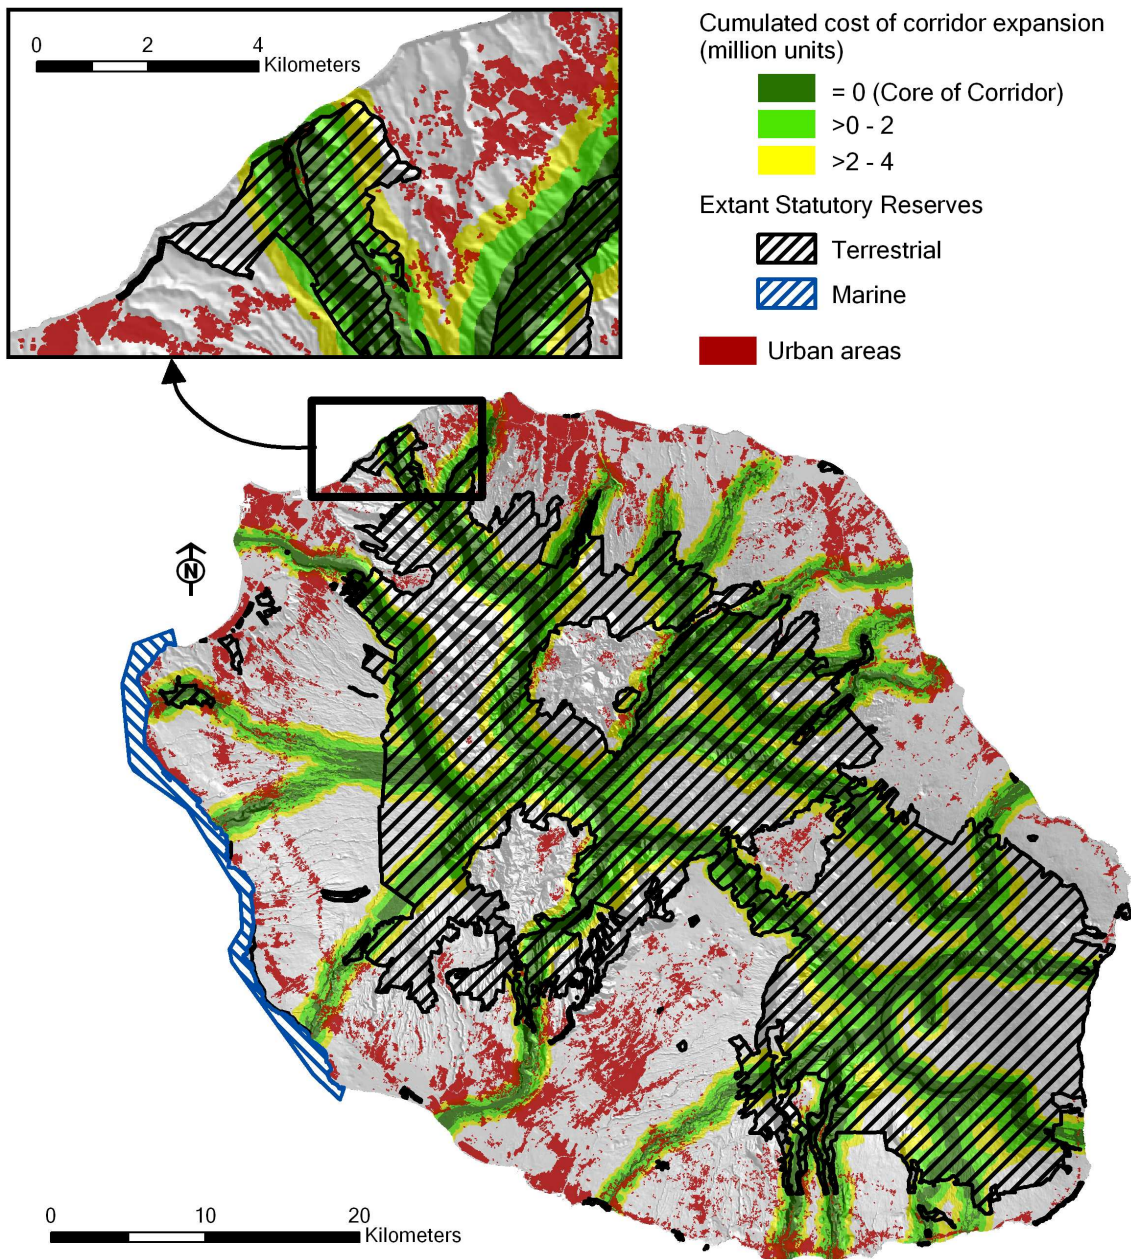 0 2 4
Kilometers
Cumulated cost of corridor expansion
(million units)
= 0 (Core of Corridor)
>0 - 2
>2 - 4
Extant Statutory Reserves
Terrestrial
Marine
Urban areas
N
0 10 20
Kilometers